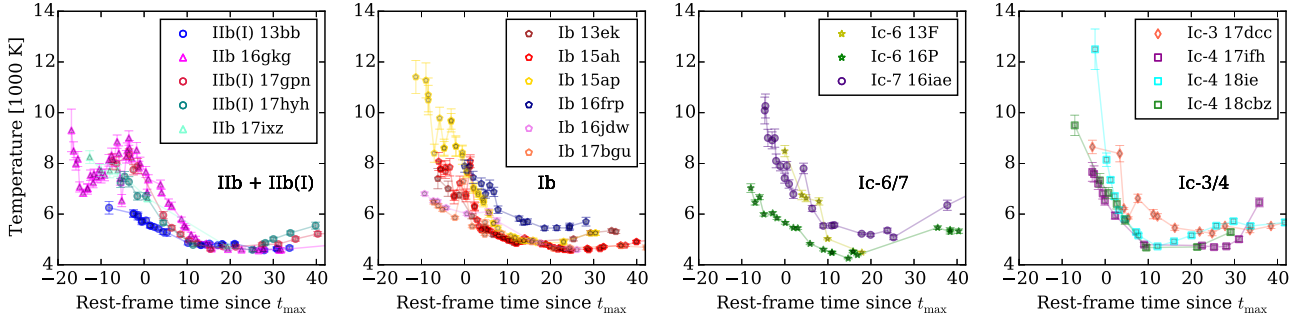 Temperature [1000 K]
14
12
10
8
6
4
−20 −10 0 10 20 30 40
Rest-frame time since t_max
IIb(I) 13bb
IIb 16gkg
IIb(I) 17gpn
IIb(I) 17hyh
IIb 17ixz
IIb + IIb(I)
14
12
10
8
6
4
−20 −10 0 10 20 30 40
Rest-frame time since t_max
Ib 13ek
Ib 15ah
Ib 15ap
Ib 16frp
Ib 16jdw
Ib 17bgu
Ib
14
12
10
8
6
4
−20 −10 0 10 20 30 40
Rest-frame time since t_max
Ic-6 13F
Ic-6 16P
Ic-7 16iae
Ic-6/7
14
12
10
8
6
4
−20 −10 0 10 20 30 40
Rest-frame time since t_max
Ic-3 17dcc
Ic-4 17ifh
Ic-4 18ie
Ic-4 18cbz
Ic-3/4